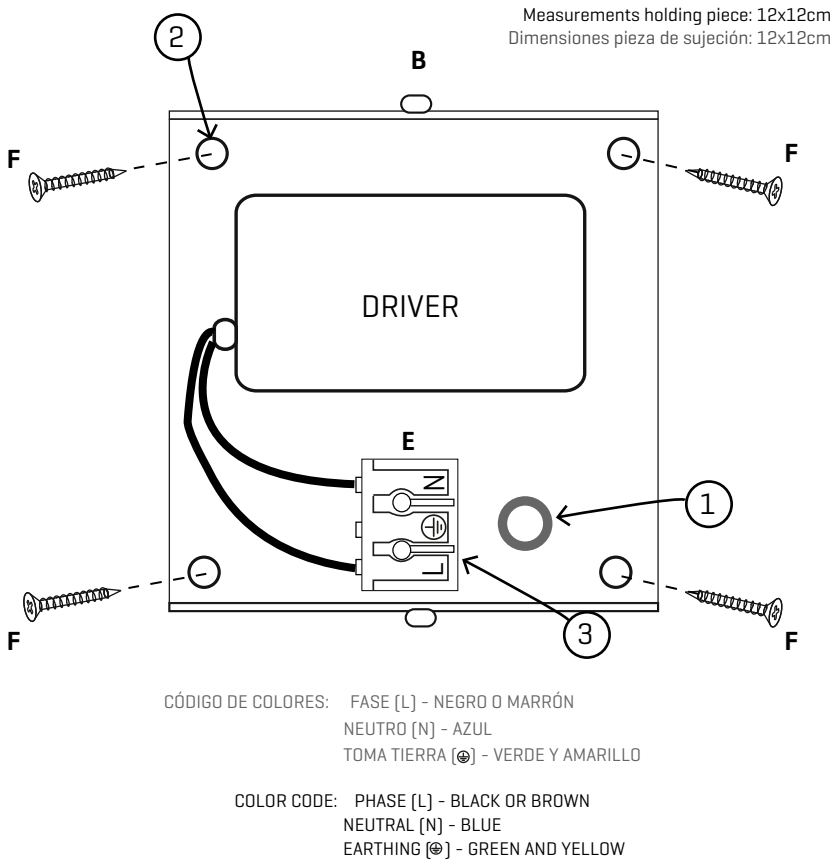 Measurements holding piece: 12x12cm
Dimensiones pieza de sujeción: 12x12cm
2
B
F
F
DRIVER
E
N
1
L
3
F
F
CÓDIGO DE COLORES: FASE (L) - NEGRO O MARRÓN
NEUTRO (N) - AZUL
TOMA TIERRA (⏚) - VERDE Y AMARILLO
COLOR CODE: PHASE (L) - BLACK OR BROWN
NEUTRAL (N) - BLUE
EARTHING (⏚) - GREEN AND YELLOW